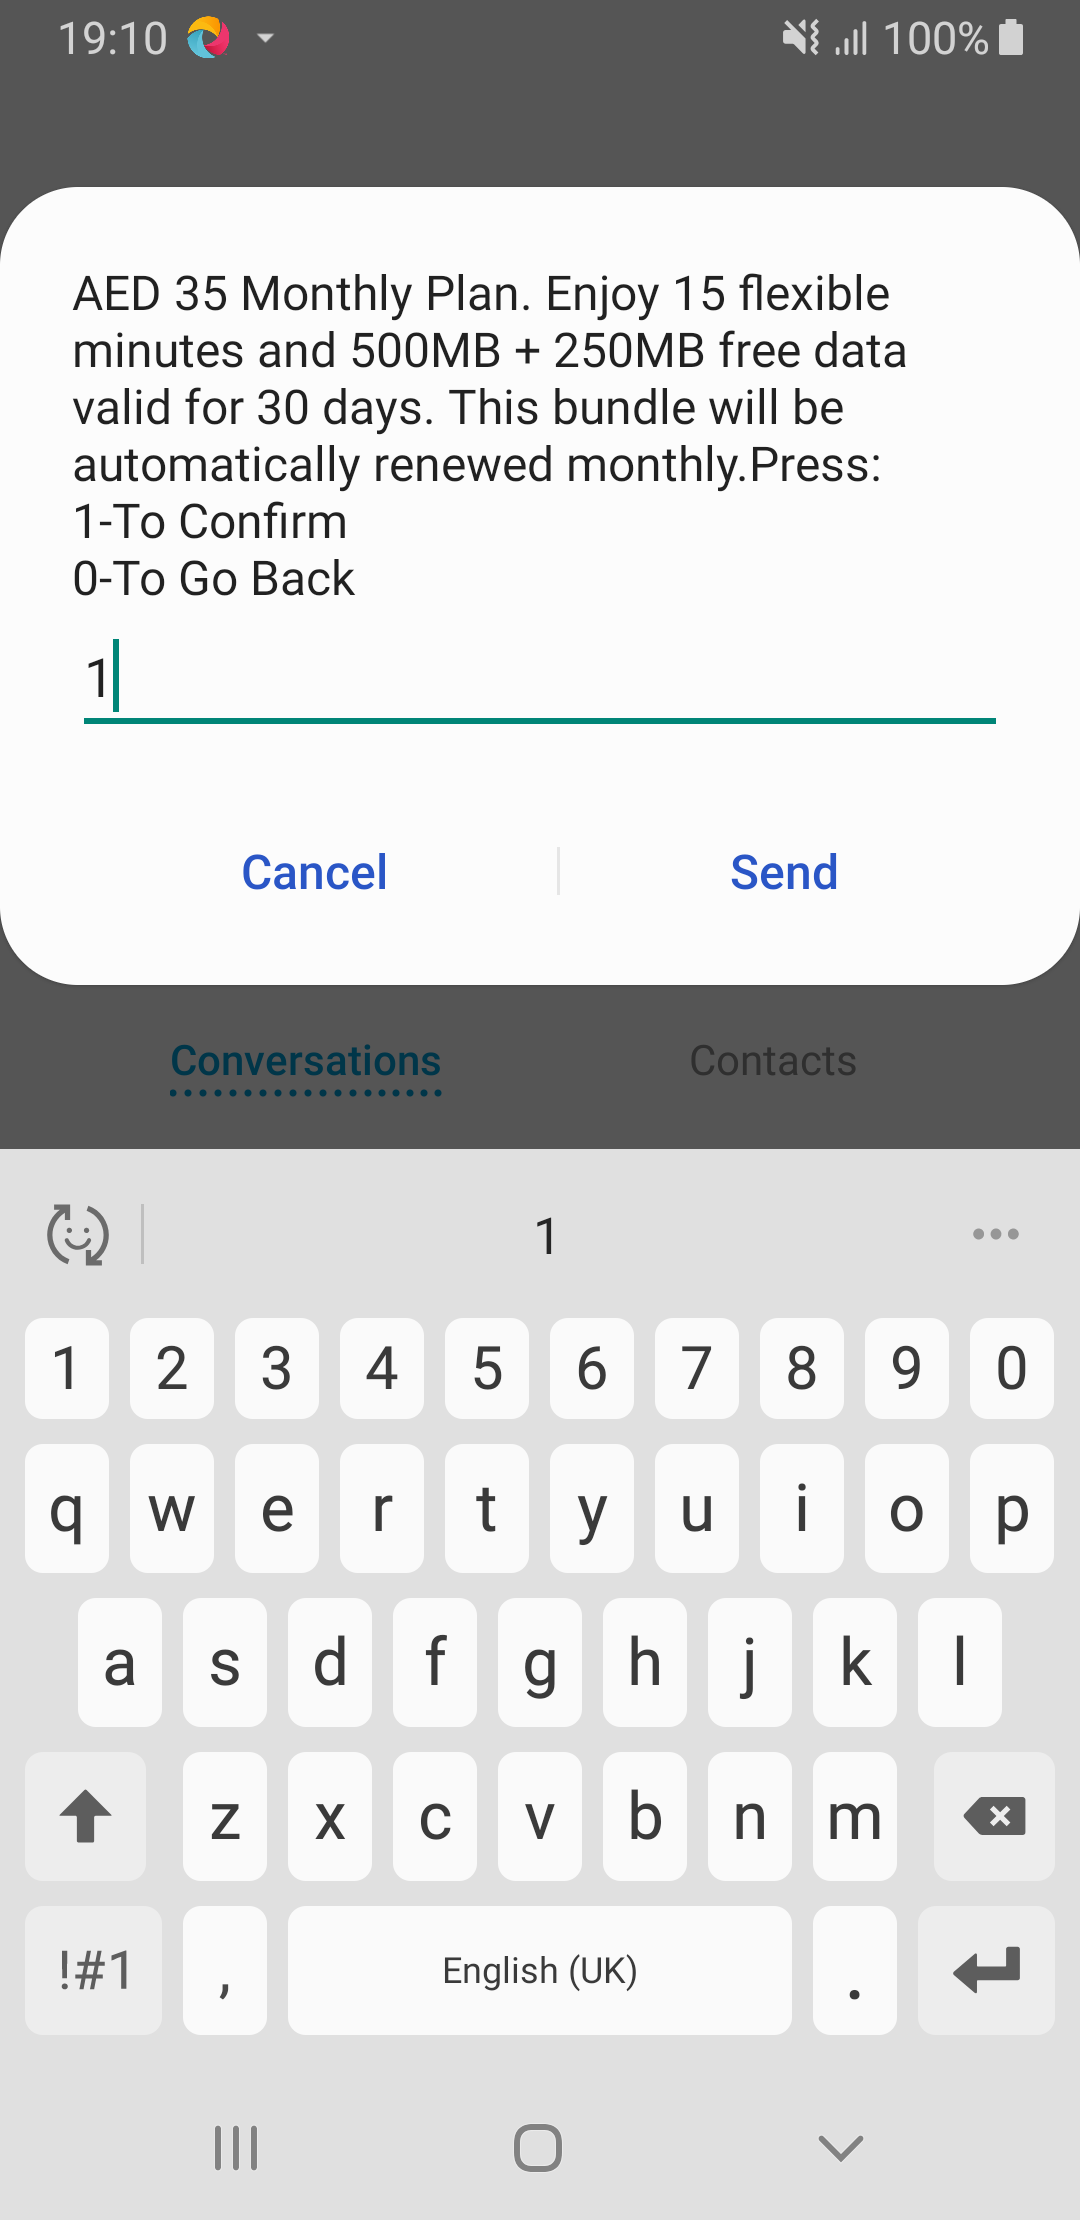 19:10 100%
AED 35 Monthly Plan. Enjoy 15 flexible
minutes and 500MB + 250MB free data
valid for 30 days. This bundle will be
automatically renewed monthly.Press:
1-To Confirm
0-To Go Back
1
Cancel Send
Conversations Contacts
1
1 2 3 4 5 6 7 8 9 0
q w e r t y u i o p
a s d f g h j k l
z x c v b n m
!#1 , English (UK) .